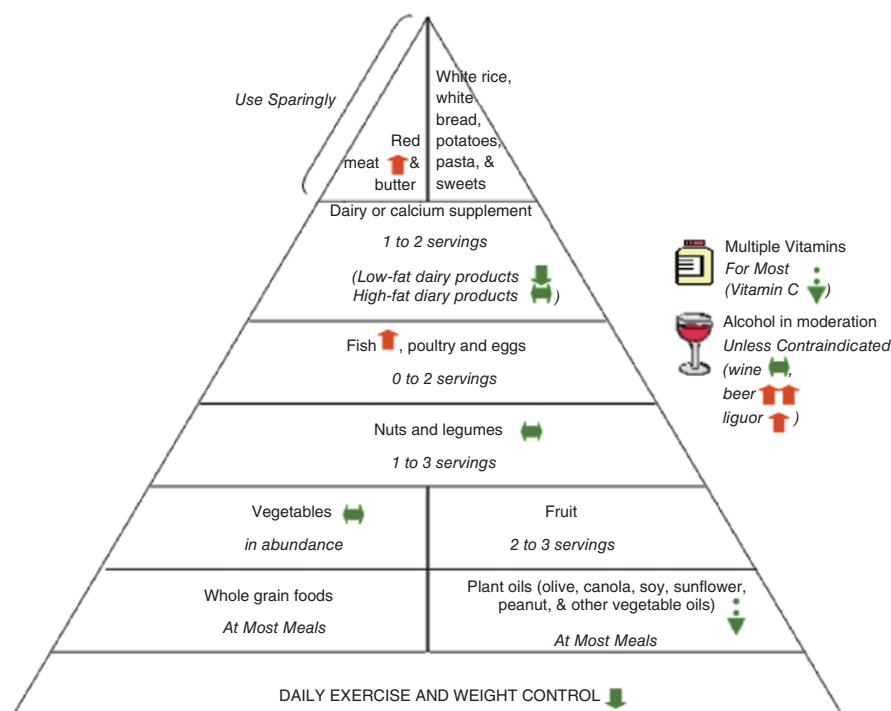 Use Sparingly
Red
meat &
butter
White rice,
white
bread,
potatoes,
pasta, &
sweets
Dairy or calcium supplement
1 to 2 servings
(Low-fat dairy products
High-fat diary products )
Fish , poultry and eggs
0 to 2 servings
Nuts and legumes
1 to 3 servings
Vegetables
in abundance
Fruit
2 to 3 servings
Whole grain foods
At Most Meals
Plant oils (olive, canola, soy, sunflower,
peanut, & other vegetable oils)
At Most Meals
DAILY EXERCISE AND WEIGHT CONTROL
Multiple Vitamins
For Most
(Vitamin C )
Alcohol in moderation
Unless Contraindicated
(wine ,
beer
liguor )